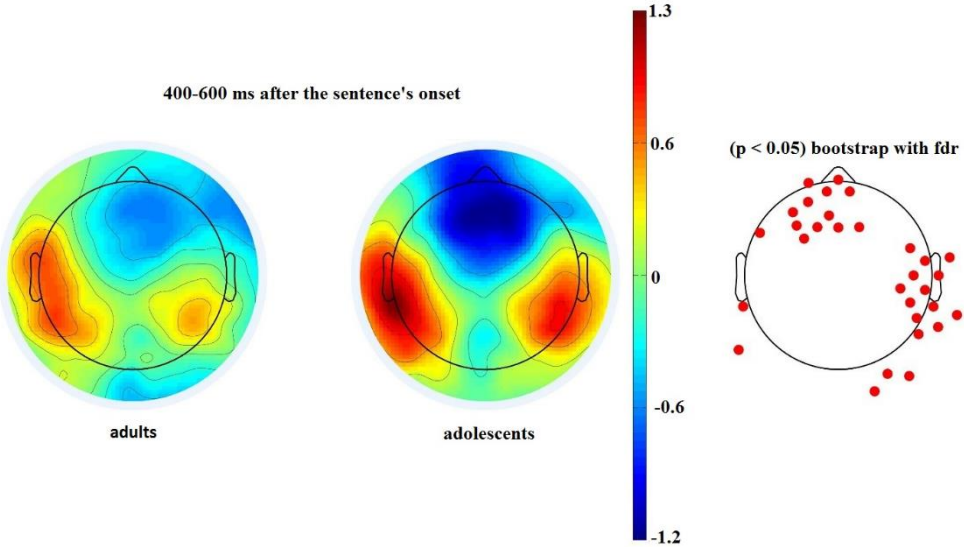 400-600 ms after the sentence's onset
adults
adolescents
1.3
0.6
0
-0.6
-1.2
(p < 0.05) bootstrap with fdr